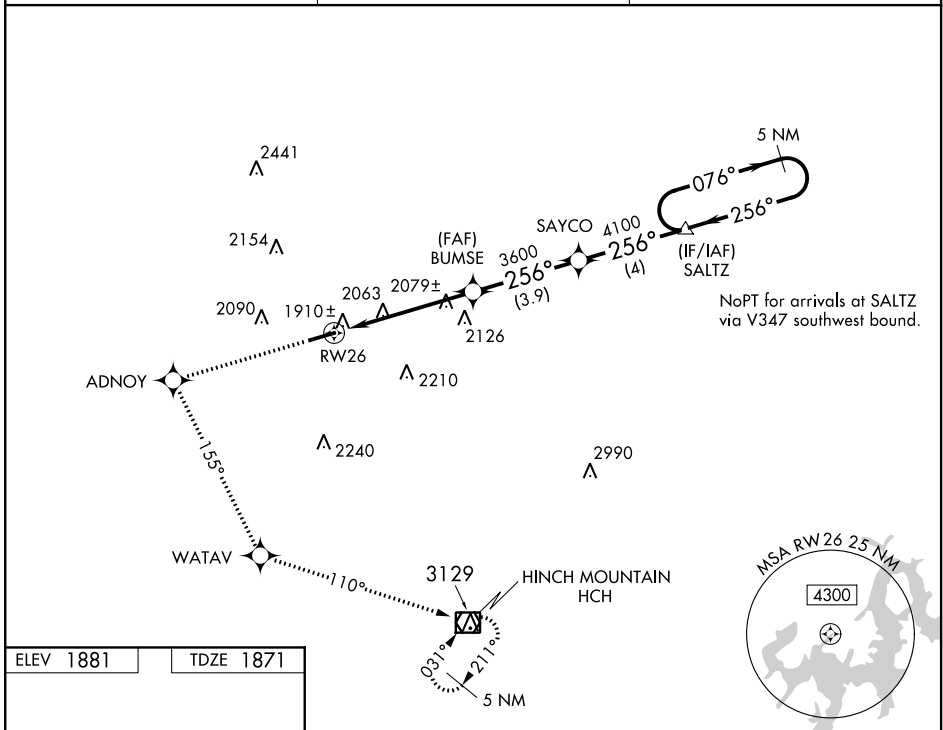 5 NM
2441
076°
256°
SAYCO
4100
2154
(FAF)
BUMSE
3600
256°
(4)
(IF/IAF)
SALTZ
256°
(3.9)
2079±
2063
2090
1910±
NoPT for arrivals at SALTZ
via V347 southwest bound.
2126
RW26
ADNOY
2210
155°
2240
2990
WATAV
110°
3129
HINCH MOUNTAIN
HCH
031°
211°
5 NM
MSA RW26 25 NM
4300
ELEV 1881
TDZE 1871